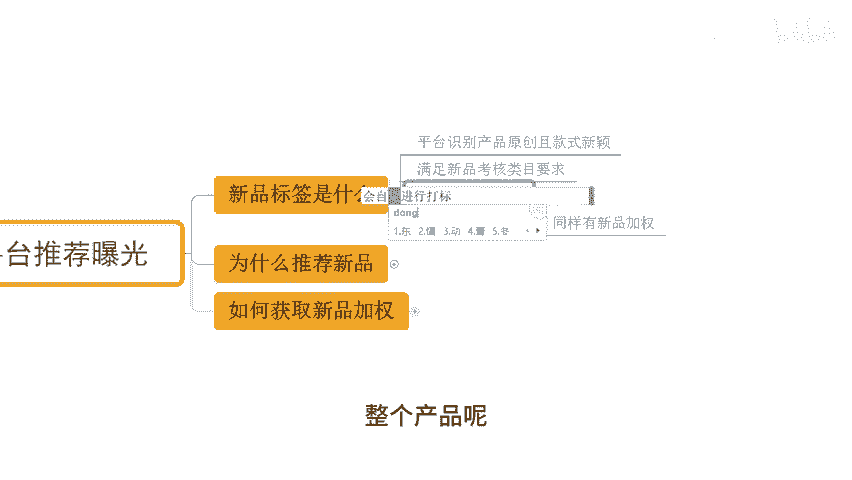 平台识别产品原创且款式新颖
满足新品考核类目要求
新品标签是什么
会自 进行打标
dong
1.东 2.懂 3.动 4.董 5.冬
同样有新品加权
台推荐曝光
为什么推荐新品
如何获取新品加权
整个产品呢